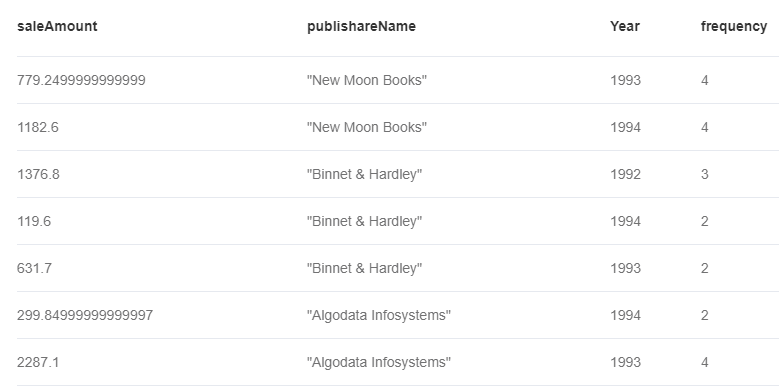 saleAmount publishareName Year frequency
779.2499999999999 "New Moon Books" 1993 4
1182.6 "New Moon Books" 1994 4
1376.8 "Binnet & Hardley" 1992 3
119.6 "Binnet & Hardley" 1994 2
631.7 "Binnet & Hardley" 1993 2
299.84999999999997 "Algodata Infosystems" 1994 2
2287.1 "Algodata Infosystems" 1993 4